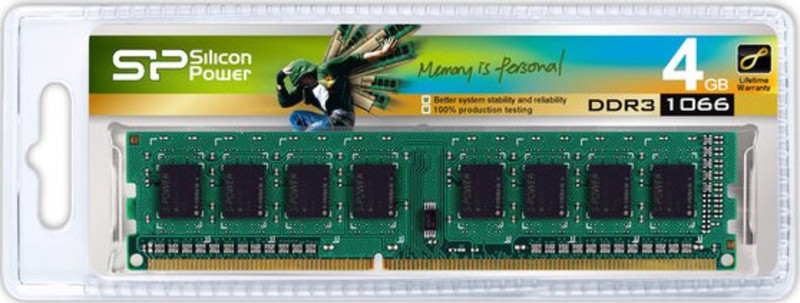 SP Silicon
Power
Memory is personal
Better system stability and reliability
100% production testing
4GB
DDR3 1066
Lifetime
Warranty